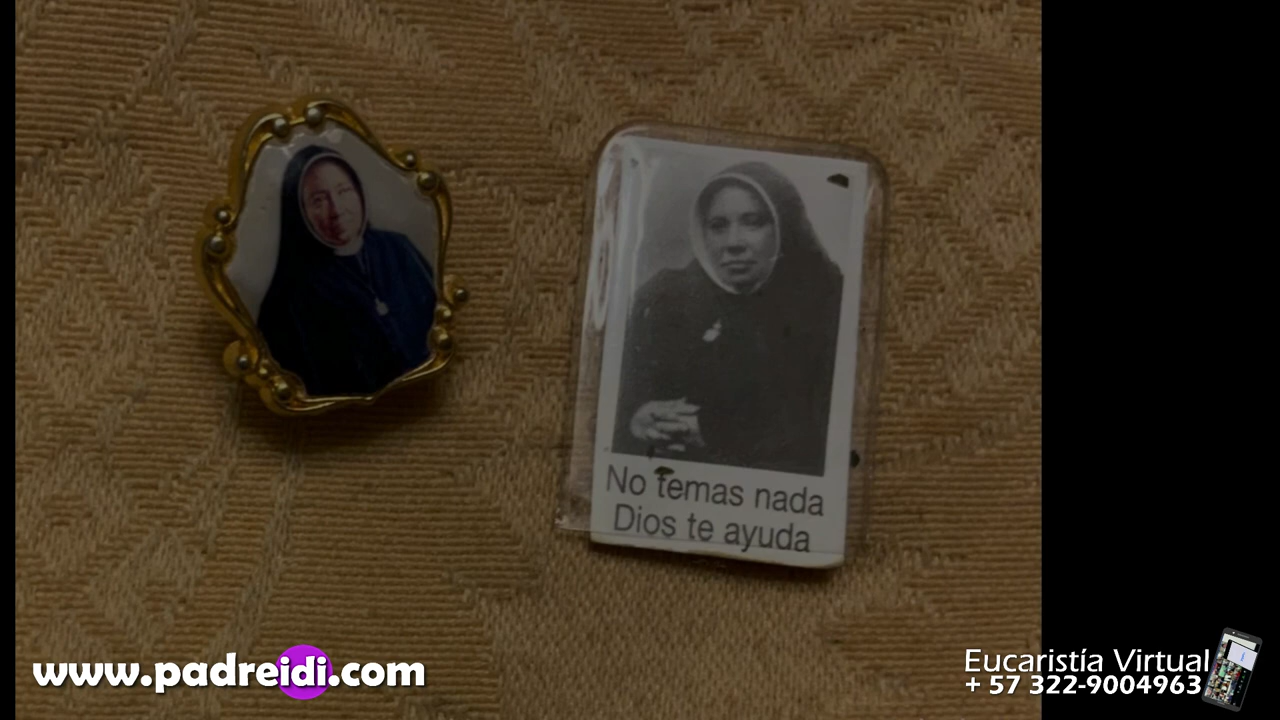 No temas nada
Dios te ayuda
www.padreidi.com
Eucaristía Virtual
+ 57 322-9004963